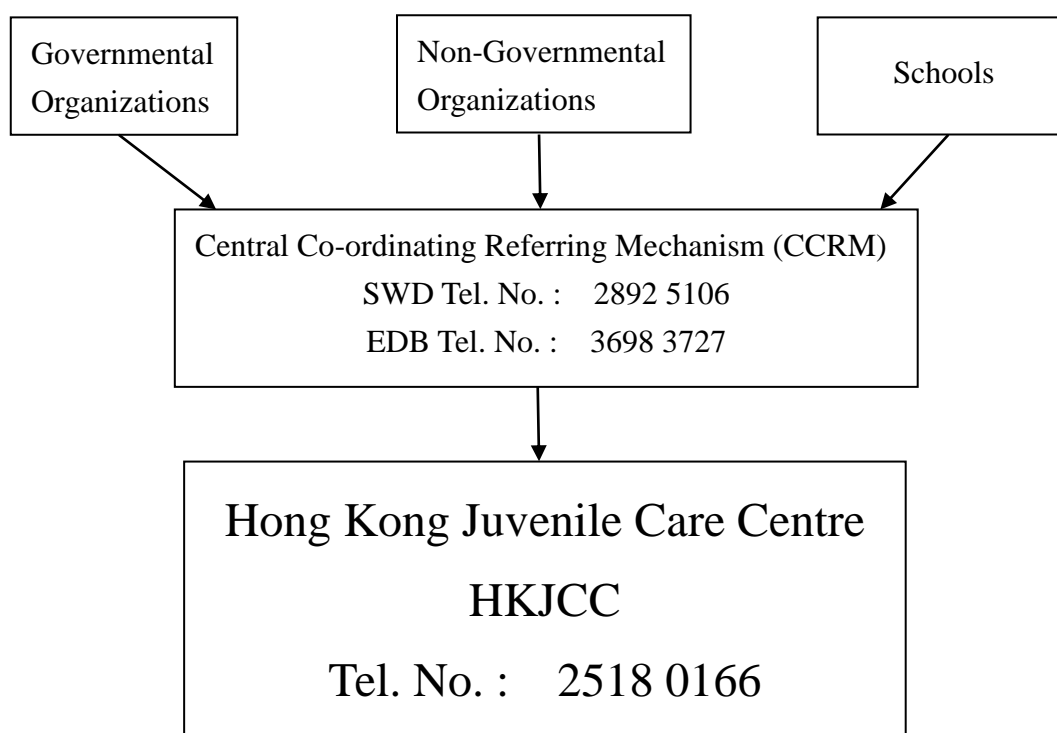 Governmental
Organizations
Non-Governmental
Organizations
Schools
Central Co-ordinating Referring Mechanism (CCRM)
SWD Tel. No. : 2892 5106
EDB Tel. No. : 3698 3727
Hong Kong Juvenile Care Centre
HKJCC
Tel. No. : 2518 0166